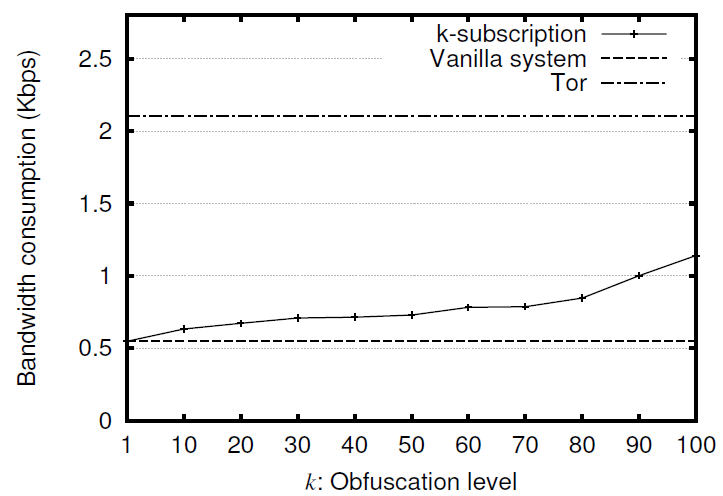 k-subscription
Vanilla system
Tor
Bandwidth consumption (Kbps)
2.5
2
1.5
1
0.5
0
1 10 20 30 40 50 60 70 80 90 100
k: Obfuscation level